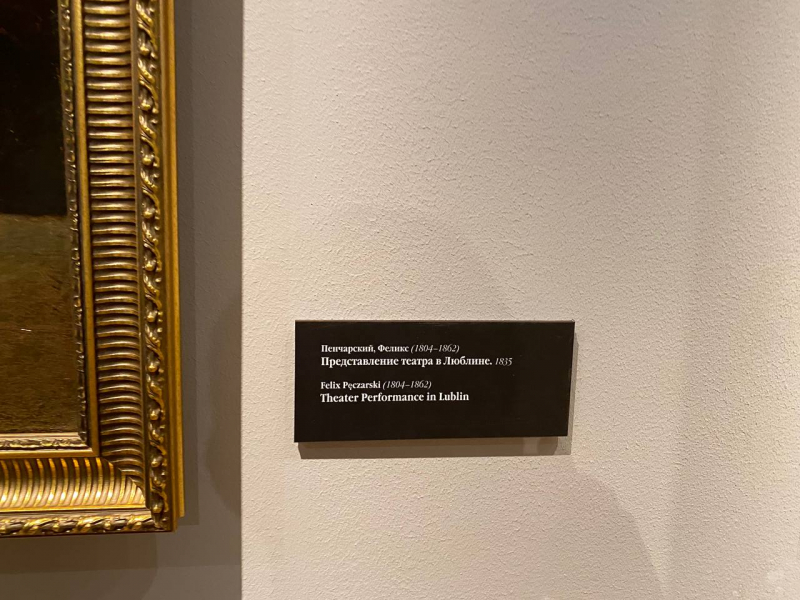 Пенчарский, Феликс (1804–1862)
Представление театра в Люблине. 1835
Felix Pęczarski (1804–1862)
Theater Performance in Lublin